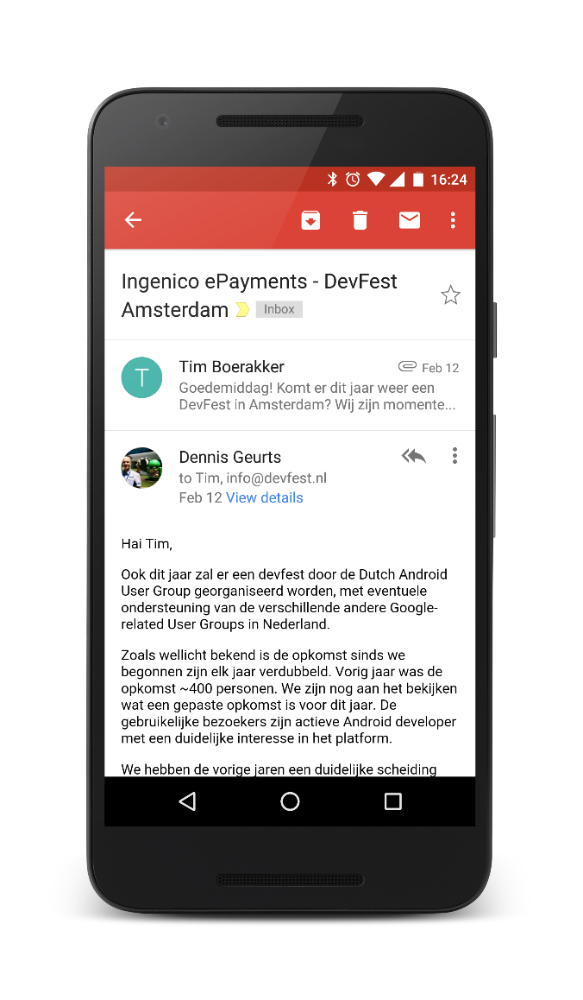 16:24
Ingenico ePayments - DevFest
Amsterdam Inbox
T
Tim Boerakker
Feb 12
Goedemiddag! Komt er dit jaar weer een
DevFest in Amsterdam? Wij zijn momente...
Dennis Geurts
to Tim, info@devfest.nl
Feb 12 View details
Hai Tim,
Ook dit jaar zal er een devfest door de Dutch Android
User Group georganiseerd worden, met eventuele
ondersteuning van de verschillende andere Google-
related User Groups in Nederland.
Zoals wellicht bekend is de opkomst sinds we
begonnen zijn elk jaar verdubbeld. Vorig jaar was de
opkomst ~400 personen. We zijn nog aan het bekijken
wat een gepaste opkomst is voor dit jaar. De
gebruikelijke bezoekers zijn actieve Android developer
met een duidelijke interesse in het platform.
We hebben de vorige jaren een duidelijke scheiding